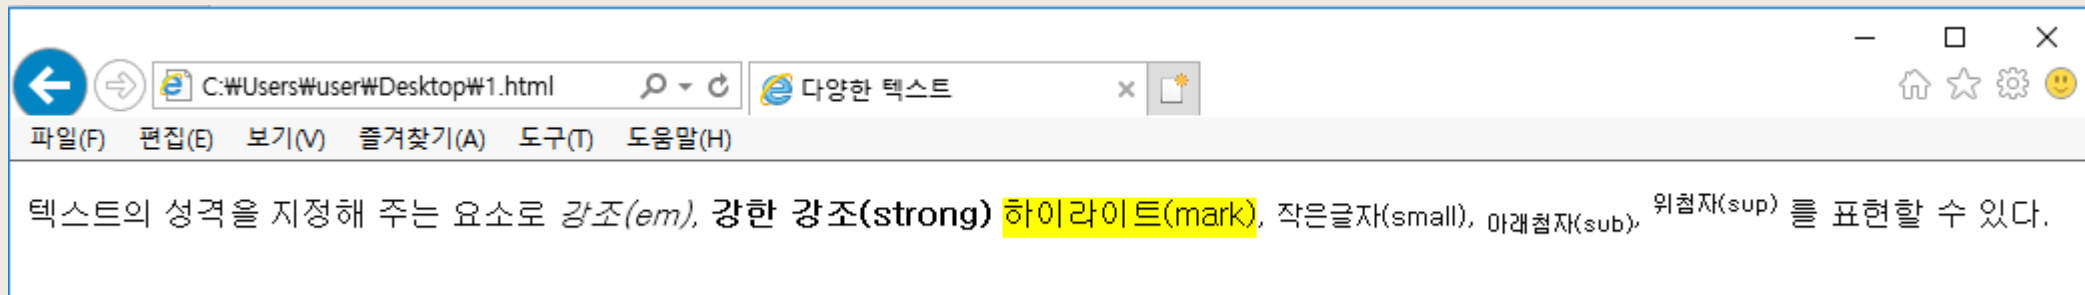 C:₩Users₩user₩Desktop₩1.html 다양한 텍스트
파일(F) 편집(E) 보기(V) 즐겨찾기(A) 도구(T) 도움말(H)
텍스트의 성격을 지정해 주는 요소로 강조(em), 강한 강조(strong) 하이라이트(mark), 작은글자(small), 아래첨자(sub), 위첨자(sup) 를 표현할 수 있다.